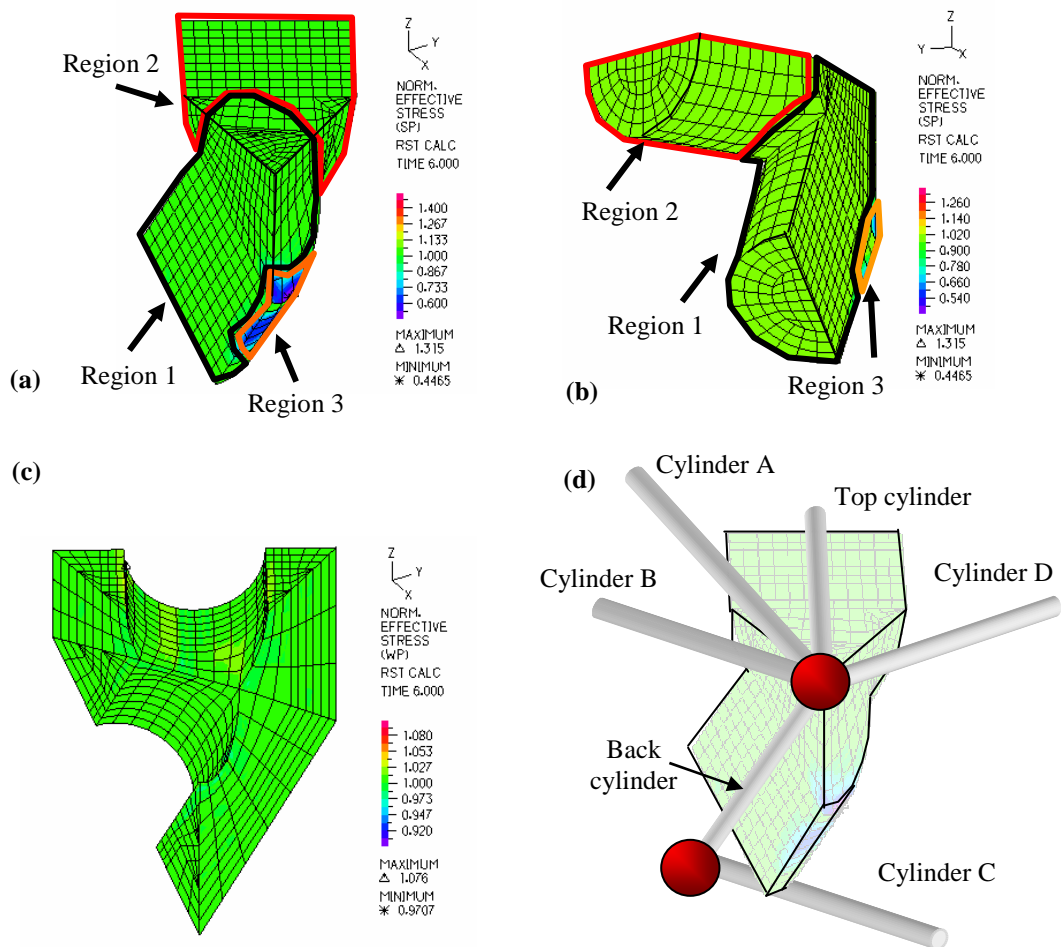 Region 2
Z
Y
X
NORM.
EFFECTIVE
STRESS
(SP)
RST CALC
TIME 6.000
1.400
1.267
1.133
1.000
0.867
0.733
0.600
MAXIMUM
Δ 1.315
MINIMUM
* 0.4465
Region 1
Region 3
(a)
Z
Y
X
NORM.
EFFECTIVE
STRESS
(SP)
RST CALC
TIME 6.000
1.260
1.140
1.020
0.900
0.780
0.660
0.540
MAXIMUM
Δ 1.315
MINIMUM
* 0.4465
Region 2
Region 1
Region 3
(b)
(c)
Z
Y
X
NORM.
EFFECTIVE
STRESS
(WP)
RST CALC
TIME 6.000
1.080
1.053
1.027
1.000
0.973
0.947
0.920
MAXIMUM
Δ 1.076
MINIMUM
* 0.9707
(d)
Cylinder A
Top cylinder
Cylinder B
Cylinder D
Back
cylinder
Cylinder C